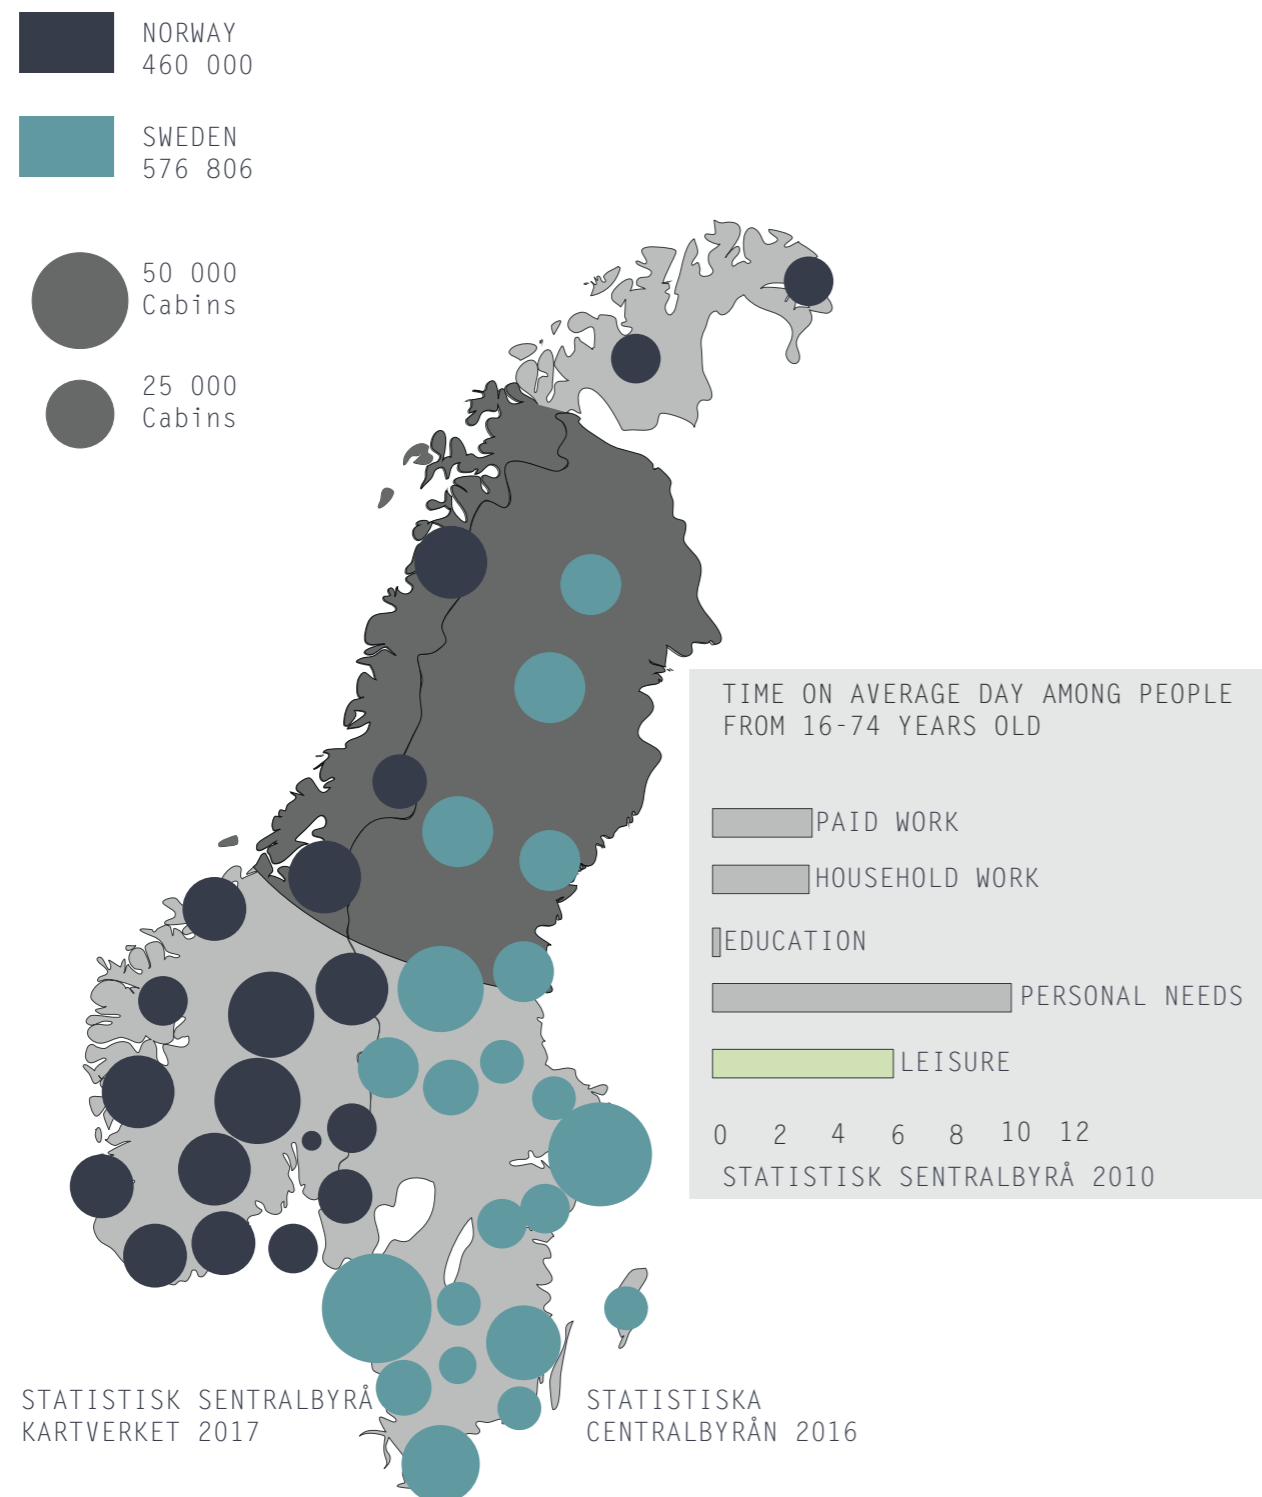 NORWAY
460 000
SWEDEN
576 806
50 000
Cabins
25 000
Cabins
TIME ON AVERAGE DAY AMONG PEOPLE
FROM 16-74 YEARS OLD
PAID WORK
HOUSEHOLD WORK
EDUCATION
PERSONAL NEEDS
LEISURE
0 2 4 6 8 10 12
STATISTISK SENTRALBYRÅ 2010
STATISTISK SENTRALBYRÅ
KARTVERKET 2017
STATISTISKA
CENTRALBYRÅN 2016